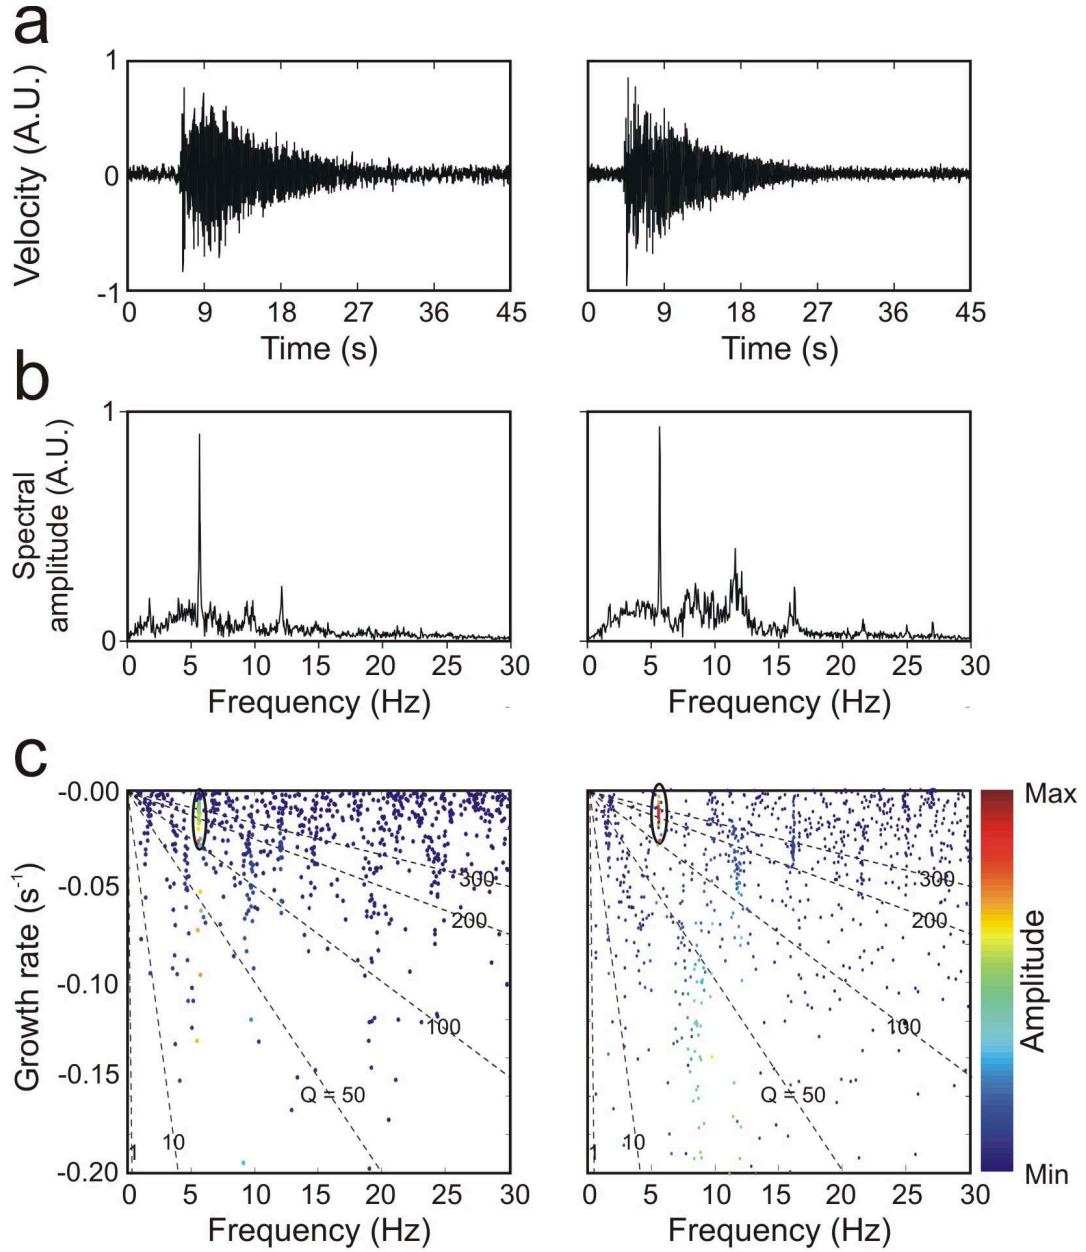 a
Velocity (A.U.)
1
0
-1
0 9 18 27 36 45
0 9 18 27 36 45
Time (s)
Time (s)
b
Spectral
amplitude (A.U.)
1
0
0 5 10 15 20 25 30
0 5 10 15 20 25 30
Frequency (Hz)
Frequency (Hz)
c
Growth rate (s-1)
-0.00
-0.05
-0.10
-0.15
-0.20
300
200
100
Q = 50
10
1
300
200
100
Q = 50
10
1
Max
Amplitude
Min
0 5 10 15 20 25 30
0 5 10 15 20 25 30
Frequency (Hz)
Frequency (Hz)